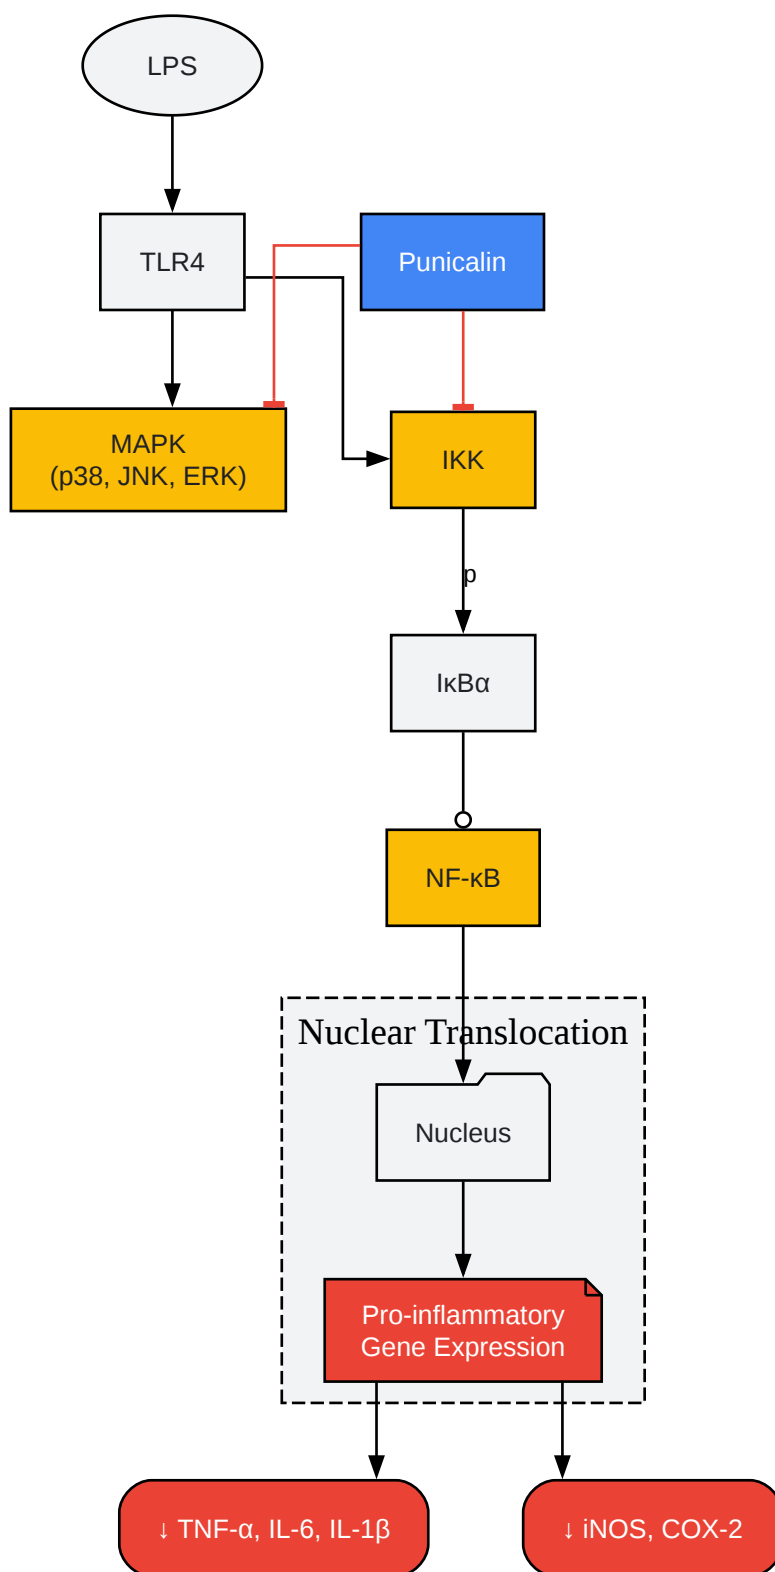 LPS
TLR4
Punicalin
MAPK
(p38, JNK, ERK)
IKK
p
IκBα
NF-κB
Nuclear Translocation
Nucleus
Pro-inflammatory
Gene Expression
↓ TNF-α, IL-6, IL-1β
↓ iNOS, COX-2